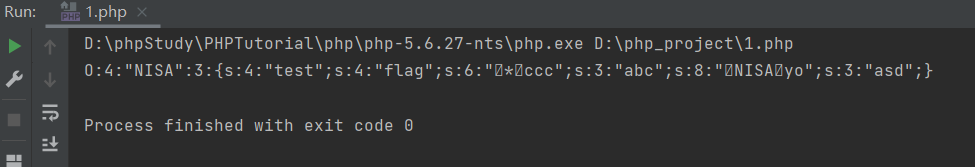 Run:
1.php
D:\phpStudy\PHPTutorial\php\php-5.6.27-nts\php.exe D:\php_project\1.php
O:4:"NISA":3:{s:4:"test";s:4:"flag";s:6:"�*�ccc";s:3:"abc";s:8:"�NISA�yo";s:3:"asd";}
Process finished with exit code 0